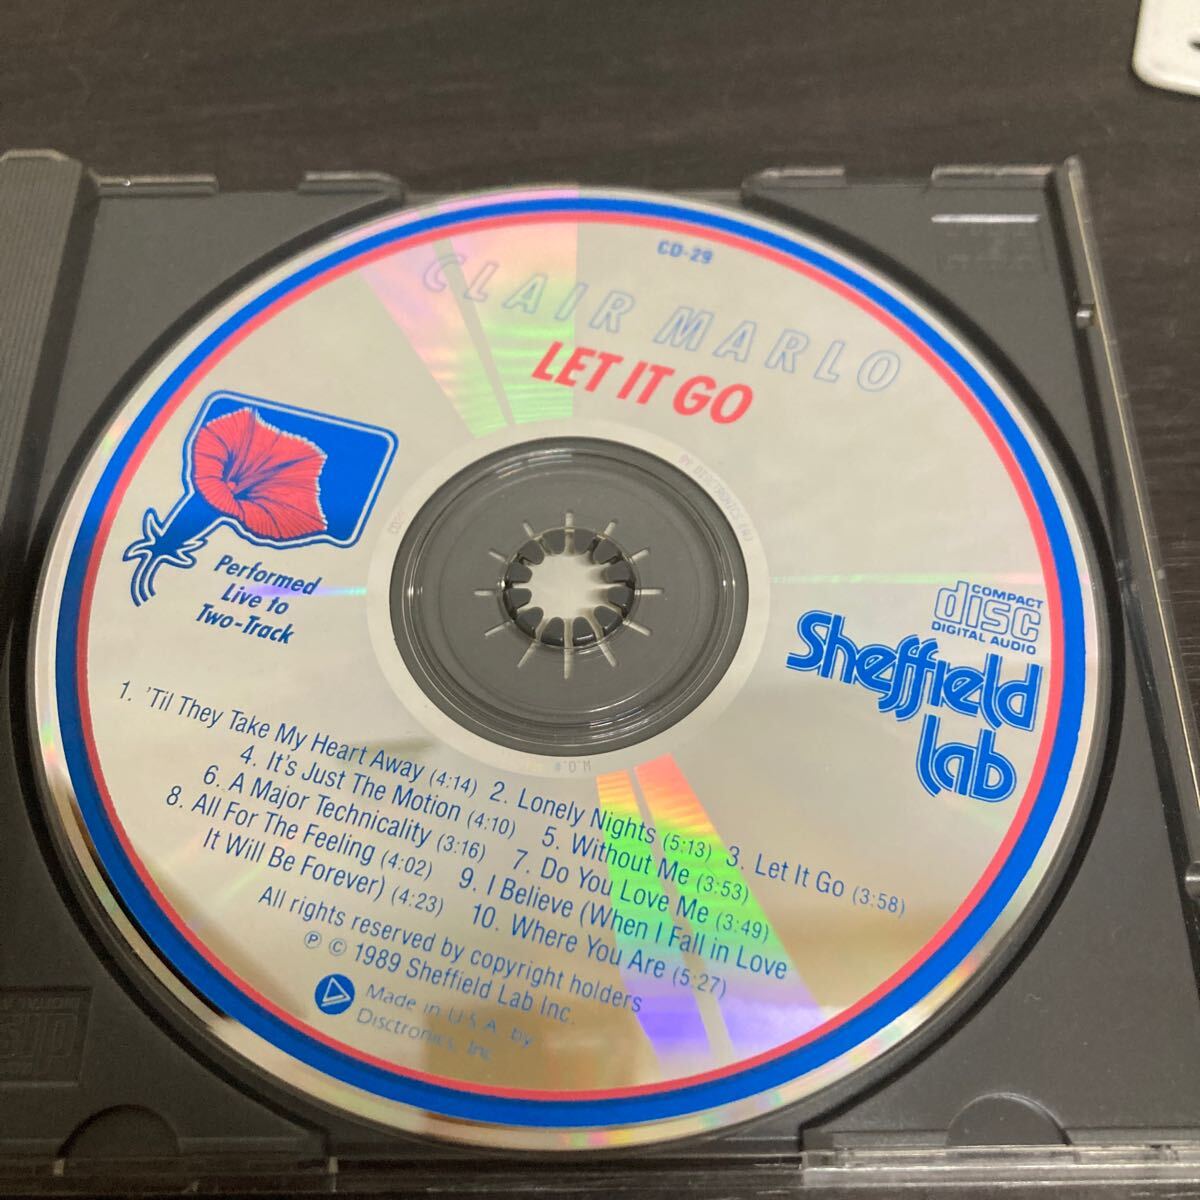 CD-29
CLAIR MARLO
LET IT GO
Performed
Live to
Two-Track
COMPACT
disc
DIGITAL AUDIO
Sheffield
Lab
1. 'Til They Take My Heart Away (4:14) 2. Lonely Nights (5:13) 3. Let It Go (3:58)
4. It's Just The Motion (4:10) 5. Without Me (3:53)
6. A Major Technicality (3:16) 7. Do You Love Me (3:49)
8. All For The Feeling (4:02) 9. I Believe (When I Fall in Love
It Will Be Forever) (4:23) 10. Where You Are (5:27)
All rights reserved by copyright holders
℗ © 1989 Sheffield Lab Inc.
Made in U.S.A. by
Disctronics, Inc.